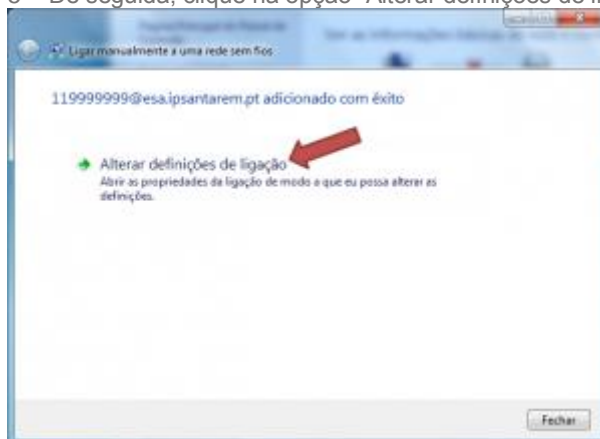 De seguida, clique na opção "Alterar definições de
Ligar manualmente a uma rede sem fios
119999999@esa.ipsantarem.pt adicionado com êxito
Alterar definições de ligação
Abrir as propriedades da ligação de modo a que eu possa alterar as
definições.
Fechar